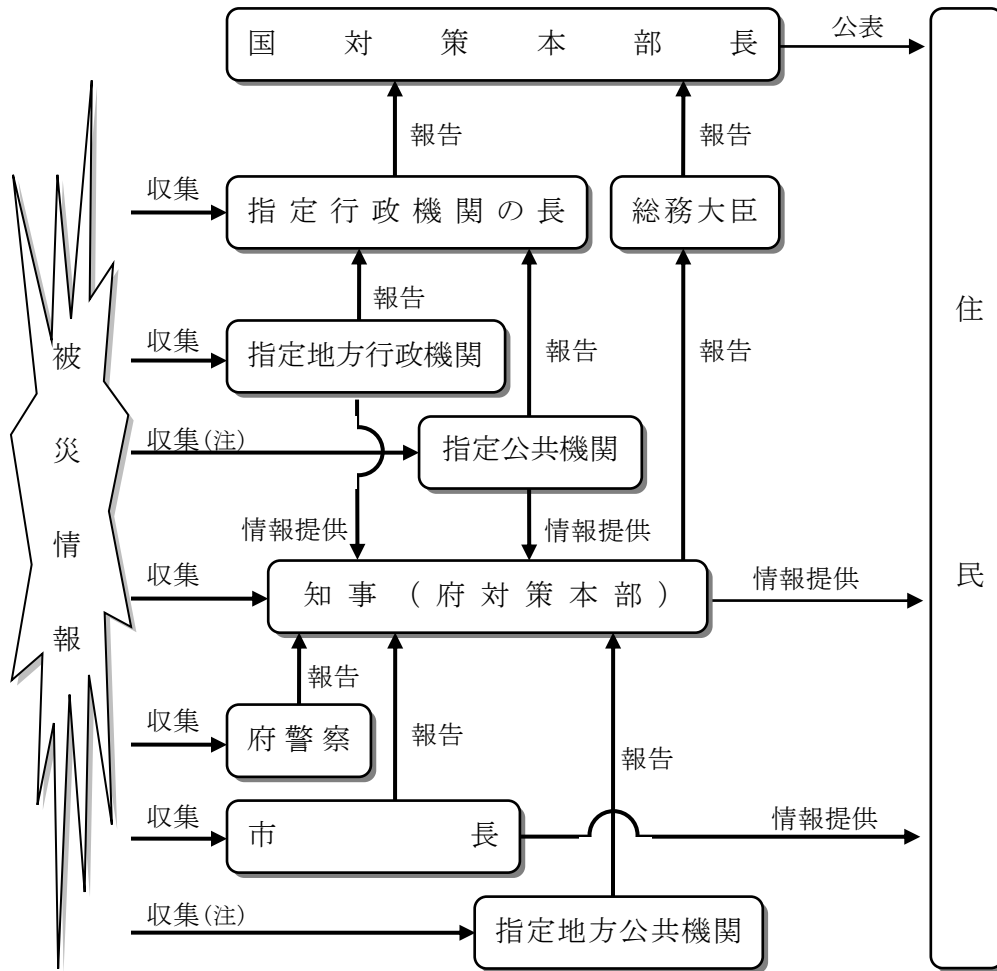 国対策本部長
公表
報告
報告
収集
指定行政機関の長
総務大臣
報告
収集
指定地方行政機関
報告
報告
収集(注)
指定公共機関
情報提供
情報提供
収集
知事（府対策本部）
情報提供
報告
収集
府警察
報告
報告
収集
市長
情報提供
収集(注)
指定地方公共機関
被災情報
住民